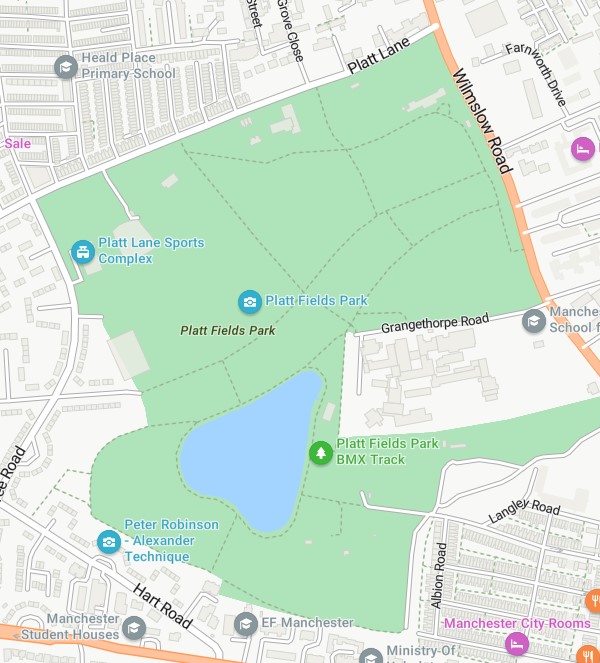 Street
Grove Close
Heald Place
Primary School
Platt Lane
Farnworth Drive
Wilmslow Road
Sale
Platt Lane Sports
Complex
Platt Fields Park
Platt Fields Park
Grangethorpe Road
Manches
School f
Platt Fields Park
BMX Track
ee Road
Langley Road
Peter Robinson
- Alexander
Technique
Albion Road
Hart Road
Manchester
Student Houses
EF Manchester
Manchester City Rooms
Ministry Of